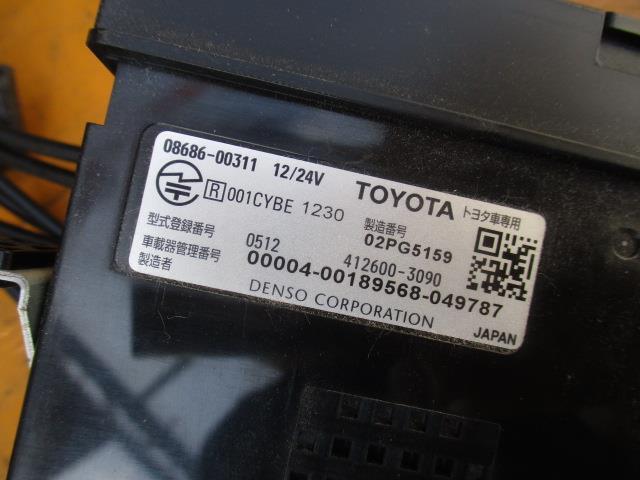 08686-00311 12/24V TOYOTA トヨタ車専用
R 001CYBE 1230 製造番号 02PG5159
型式登録番号 0512 412600-3090
車載器管理番号 00004-00189568-049787
製造者 DENSO CORPORATION
JAPAN